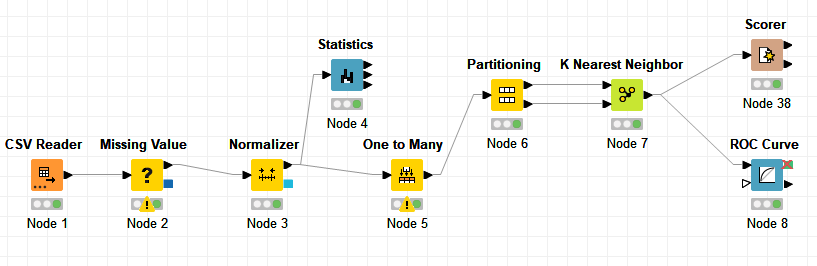 Scorer
Statistics
Partitioning
K Nearest Neighbor
Node 38
Node 4
Node 6
Node 7
CSV Reader
Missing Value
Normalizer
One to Many
ROC Curve
?
Node 1
Node 2
Node 3
Node 5
Node 8